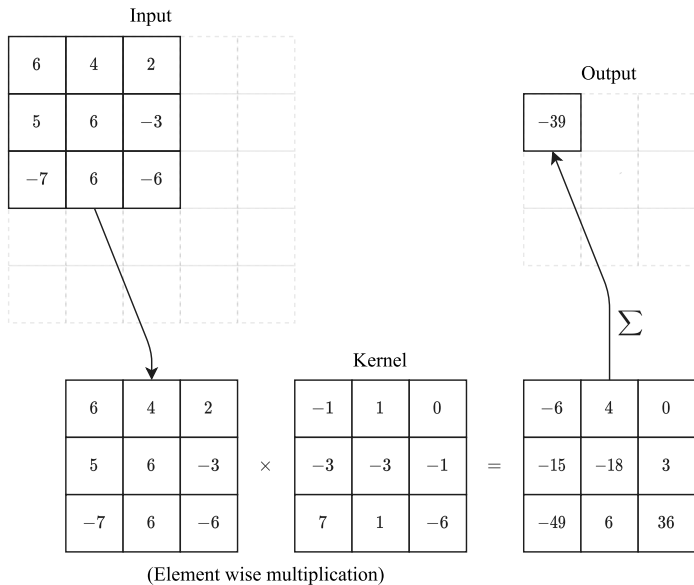 Input
6 4 2
5 6 −3
−7 6 −6
Output
−39
∑
Kernel
6 4 2
5 6 −3
−7 6 −6
×
−1 1 0
−3 −3 −1
7 1 −6
=
−6 4 0
−15 −18 3
−49 6 36
(Element wise multiplication)